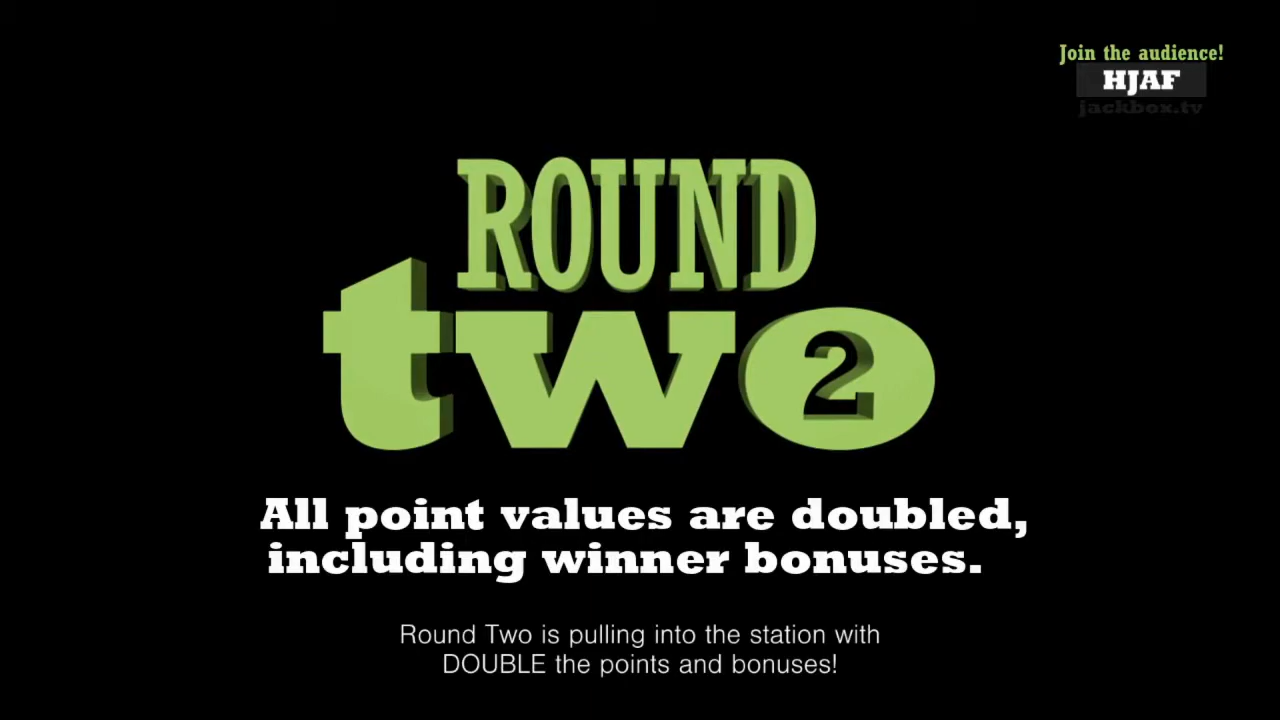 Join the audience!
HJAF
jackbox.tv
ROUND
two
2
All point values are doubled,
including winner bonuses.
Round Two is pulling into the station with
DOUBLE the points and bonuses!